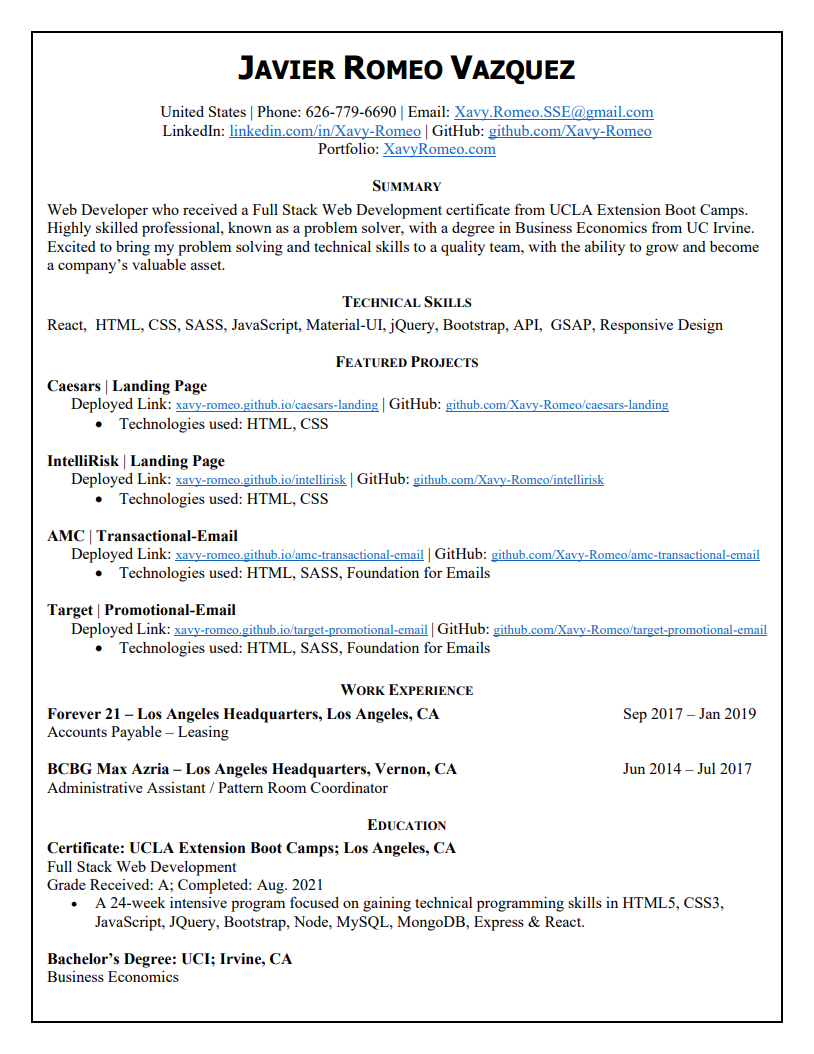 JAVIER ROMEO VAZQUEZ
United States | Phone: 626-779-6690 | Email: Xavy.Romeo.SSE@gmail.com
LinkedIn: linkedin.com/in/Xavy-Romeo | GitHub: github.com/Xavy-Romeo
Portfolio: XavyRomeo.com
SUMMARY
Web Developer who received a Full Stack Web Development certificate from UCLA Extension Boot Camps.
Highly skilled professional, known as a problem solver, with a degree in Business Economics from UC Irvine.
Excited to bring my problem solving and technical skills to a quality team, with the ability to grow and become
a company’s valuable asset.
TECHNICAL SKILLS
React,  HTML, CSS, SASS, JavaScript, Material-UI, jQuery, Bootstrap, API,  GSAP, Responsive Design
FEATURED PROJECTS
Caesars | Landing Page
Deployed Link: xavy-romeo.github.io/caesars-landing | GitHub: github.com/Xavy-Romeo/caesars-landing
• Technologies used: HTML, CSS
IntelliRisk | Landing Page
Deployed Link: xavy-romeo.github.io/intellirisk | GitHub: github.com/Xavy-Romeo/intellirisk
• Technologies used: HTML, CSS
AMC | Transactional-Email
Deployed Link: xavy-romeo.github.io/amc-transactional-email | GitHub: github.com/Xavy-Romeo/amc-transactional-email
• Technologies used: HTML, SASS, Foundation for Emails
Target | Promotional-Email
Deployed Link: xavy-romeo.github.io/target-promotional-email | GitHub: github.com/Xavy-Romeo/target-promotional-email
• Technologies used: HTML, SASS, Foundation for Emails
WORK EXPERIENCE
Forever 21 – Los Angeles Headquarters, Los Angeles, CA Sep 2017 – Jan 2019
Accounts Payable – Leasing
BCBG Max Azria – Los Angeles Headquarters, Vernon, CA Jun 2014 – Jul 2017
Administrative Assistant / Pattern Room Coordinator
EDUCATION
Certificate: UCLA Extension Boot Camps; Los Angeles, CA
Full Stack Web Development
Grade Received: A; Completed: Aug. 2021
• A 24-week intensive program focused on gaining technical programming skills in HTML5, CSS3,
JavaScript, JQuery, Bootstrap, Node, MySQL, MongoDB, Express & React.
Bachelor’s Degree: UCI; Irvine, CA
Business Economics